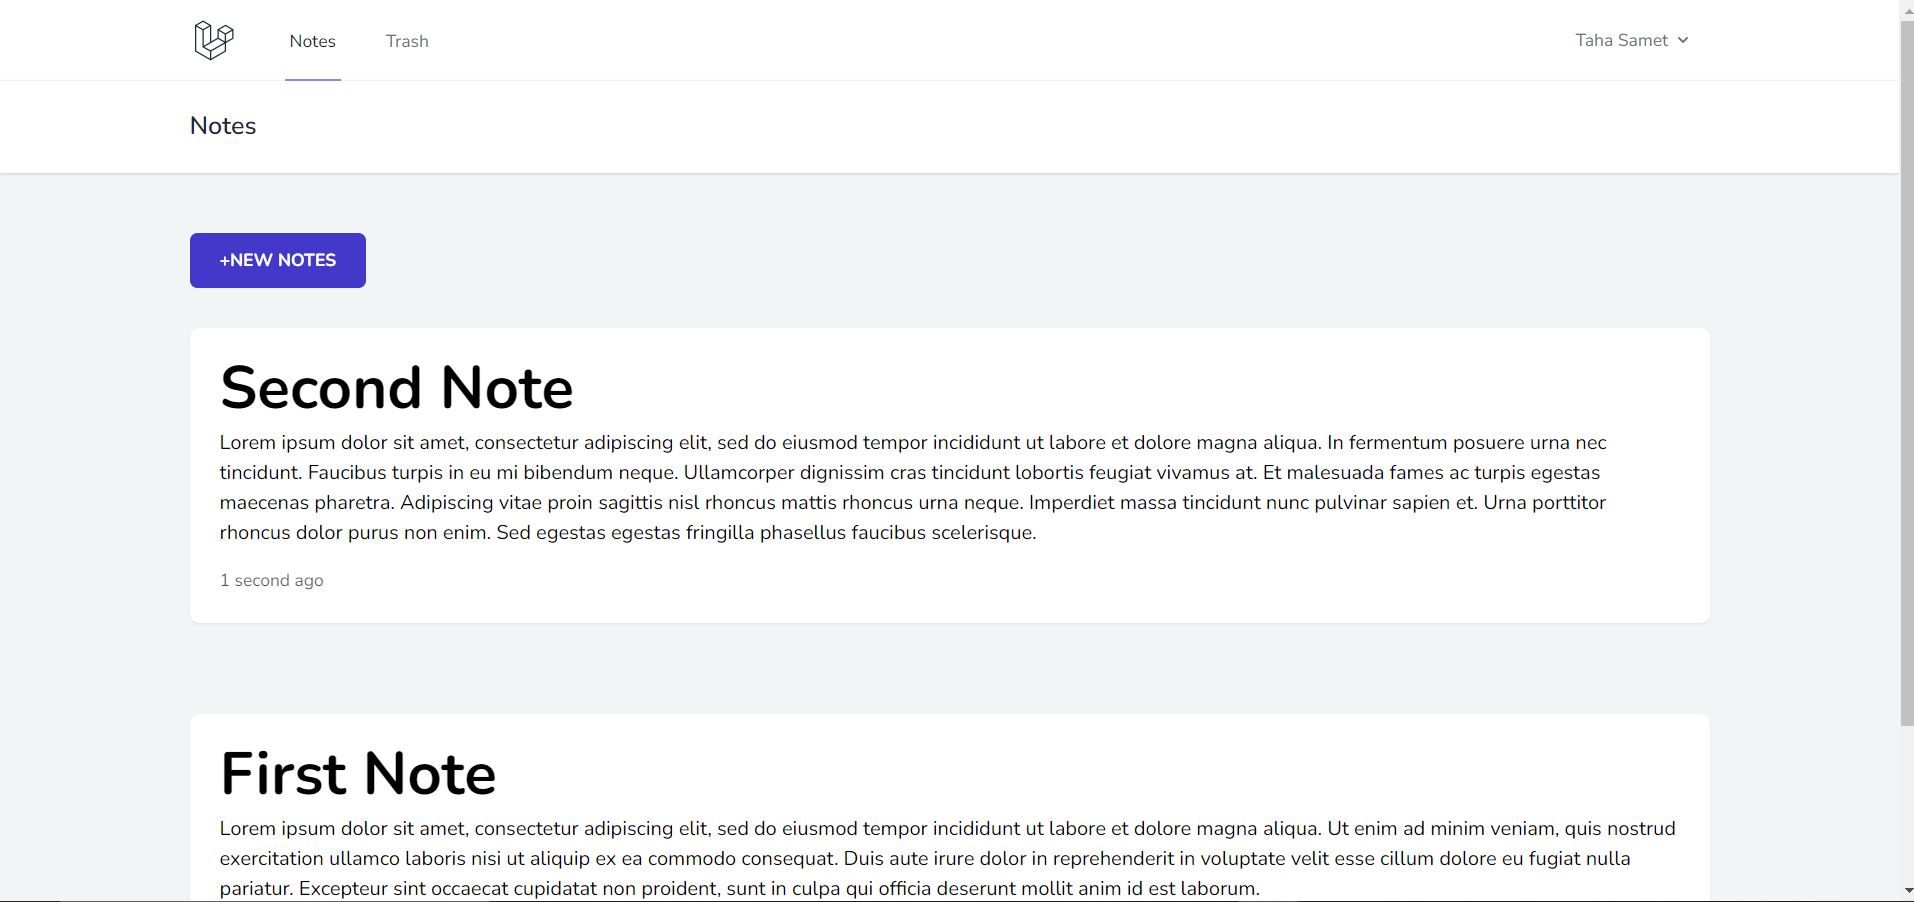 Notes
Trash
Taha Samet
Notes
+NEW NOTES
Second Note
Lorem ipsum dolor sit amet, consectetur adipiscing elit, sed do eiusmod tempor incididunt ut labore et dolore magna aliqua. In fermentum posuere urna nec
tincidunt. Faucibus turpis in eu mi bibendum neque. Ullamcorper dignissim cras tincidunt lobortis feugiat vivamus at. Et malesuada fames ac turpis egestas
maecenas pharetra. Adipiscing vitae proin sagittis nisl rhoncus mattis rhoncus urna neque. Imperdiet massa tincidunt nunc pulvinar sapien et. Urna porttitor
rhoncus dolor purus non enim. Sed egestas egestas fringilla phasellus faucibus scelerisque.
1 second ago
First Note
Lorem ipsum dolor sit amet, consectetur adipiscing elit, sed do eiusmod tempor incididunt ut labore et dolore magna aliqua. Ut enim ad minim veniam, quis nostrud
exercitation ullamco laboris nisi ut aliquip ex ea commodo consequat. Duis aute irure dolor in reprehenderit in voluptate velit esse cillum dolore eu fugiat nulla
pariatur. Excepteur sint occaecat cupidatat non proident, sunt in culpa qui officia deserunt mollit anim id est laborum.